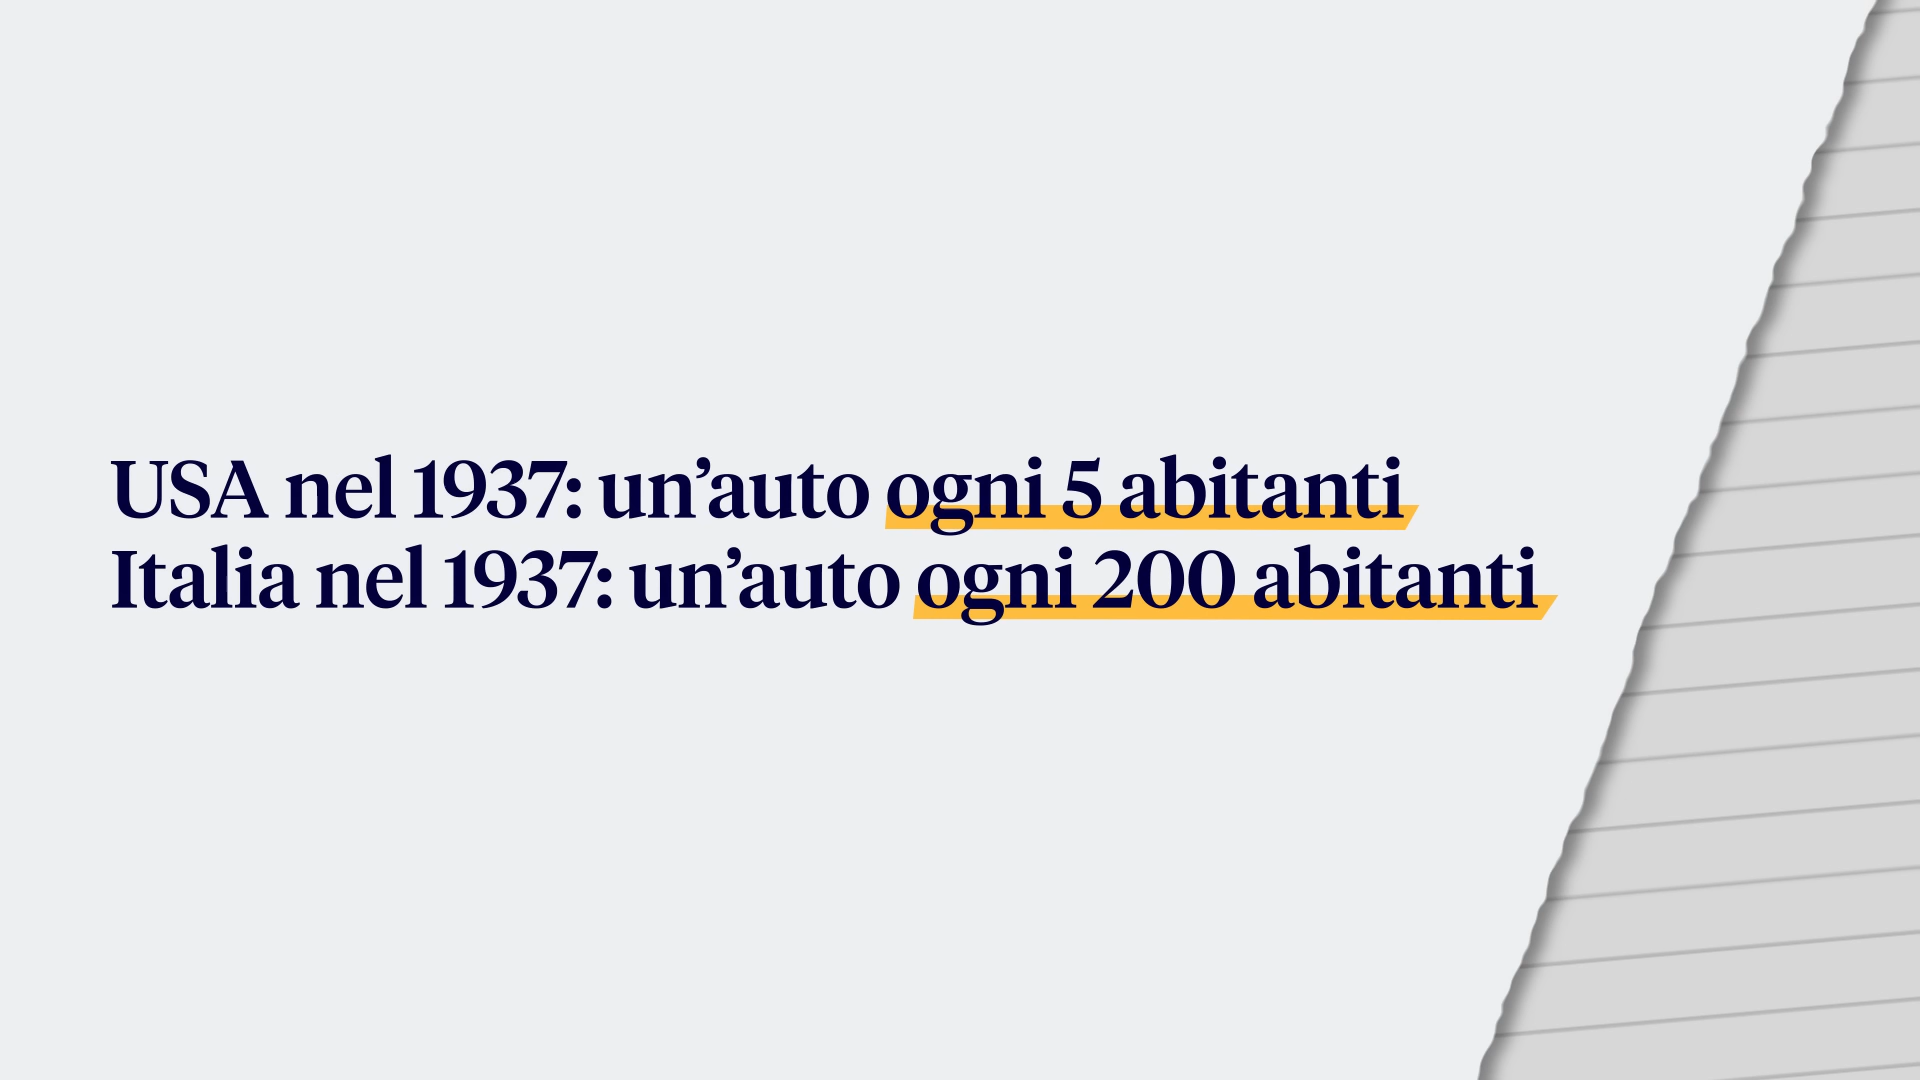 USA nel 1937: un’auto ogni 5 abitanti
Italia nel 1937: un’auto ogni 200 abitanti